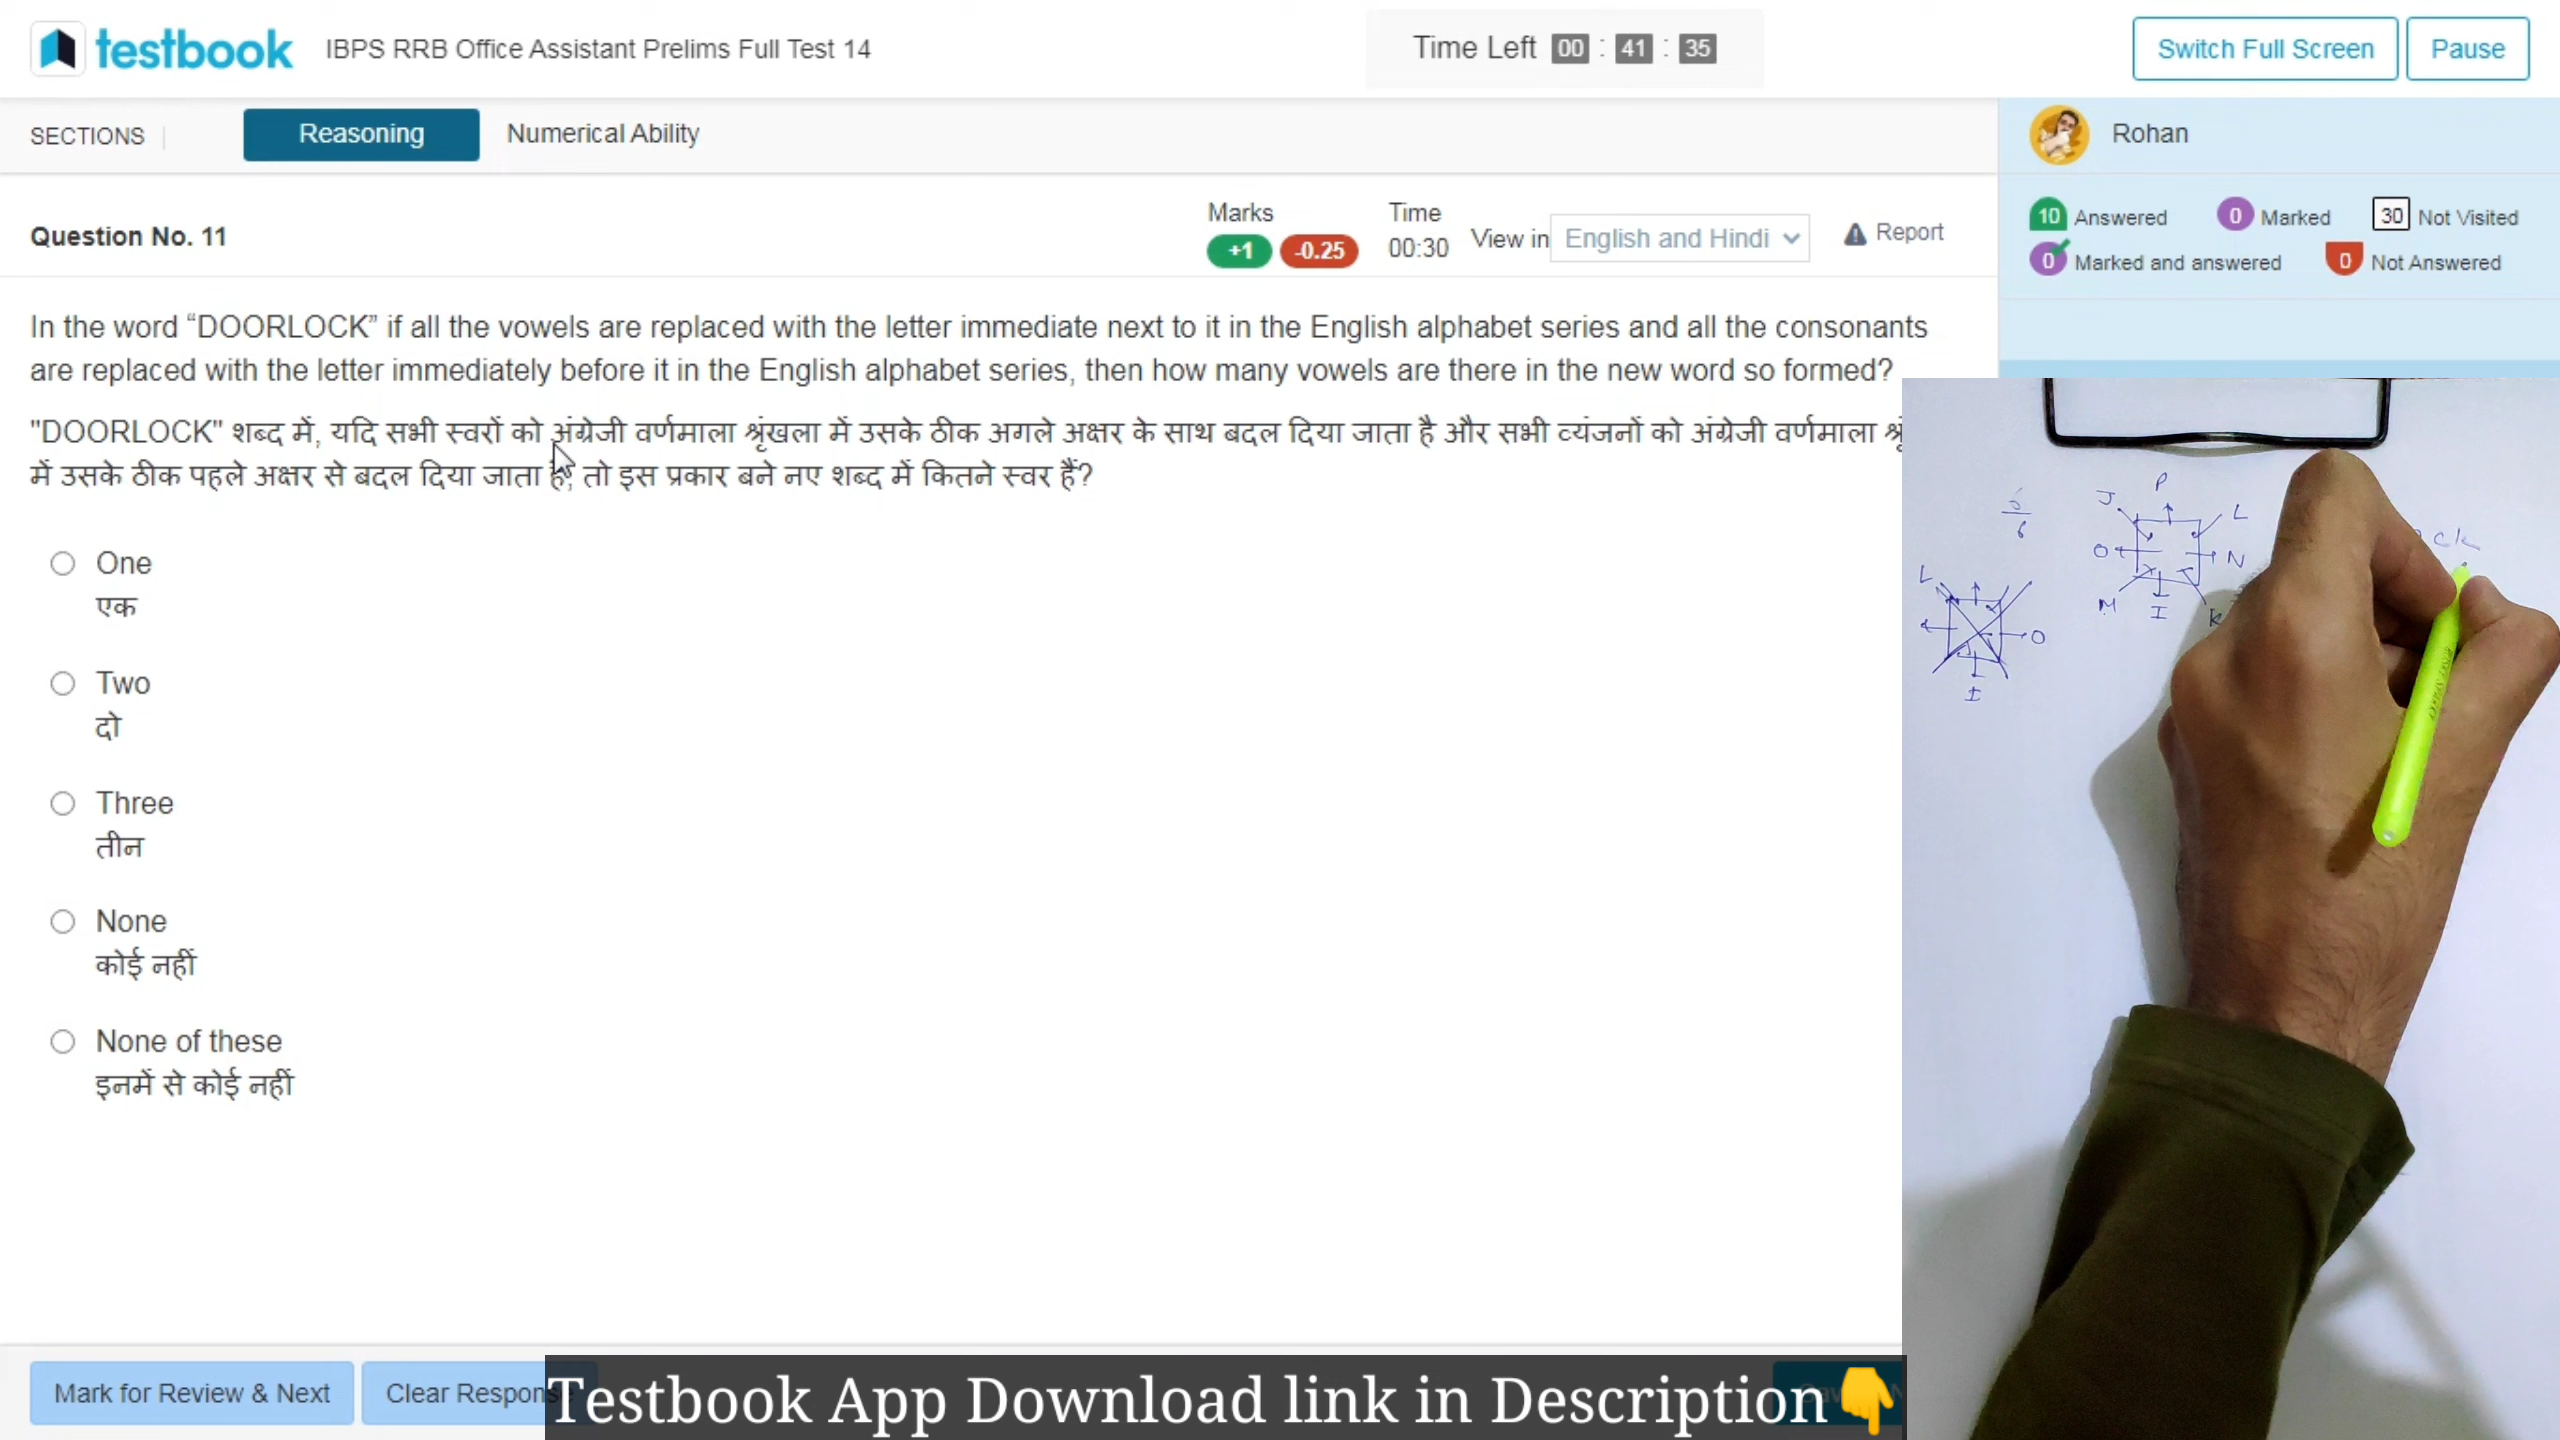 testbook IBPS RRB Office Assistant Prelims Full Test 14 Time Left 00 : 41 : 35 Switch Full Screen Pause
SECTIONS Reasoning Numerical Ability Rohan
Question No. 11 Marks +1 -0.25 Time 00:30 View in English and Hindi Report
10 Answered 0 Marked 30 Not Visited
0 Marked and answered 0 Not Answered
In the word “DOORLOCK” if all the vowels are replaced with the letter immediate next to it in the English alphabet series and all the consonants
are replaced with the letter immediately before it in the English alphabet series, then how many vowels are there in the new word so formed?
"DOORLOCK" शब्द में, यदि सभी स्वरों को अंग्रेजी वर्णमाला श्रृंखला में उसके ठीक अगले अक्षर के साथ बदल दिया जाता है और सभी व्यंजनों को अंग्रेजी वर्णमाला
में उसके ठीक पहले अक्षर से बदल दिया जाता है, तो इस प्रकार बने नए शब्द में कितने स्वर हैं?
One
एक
Two
दो
Three
तीन
None
कोई नहीं
None of these
इनमें से कोई नहीं
P
J L
O N
M I K
6
L
O
I
ck
Mark for Review & Next Clear Respons
Testbook App Download link in Description